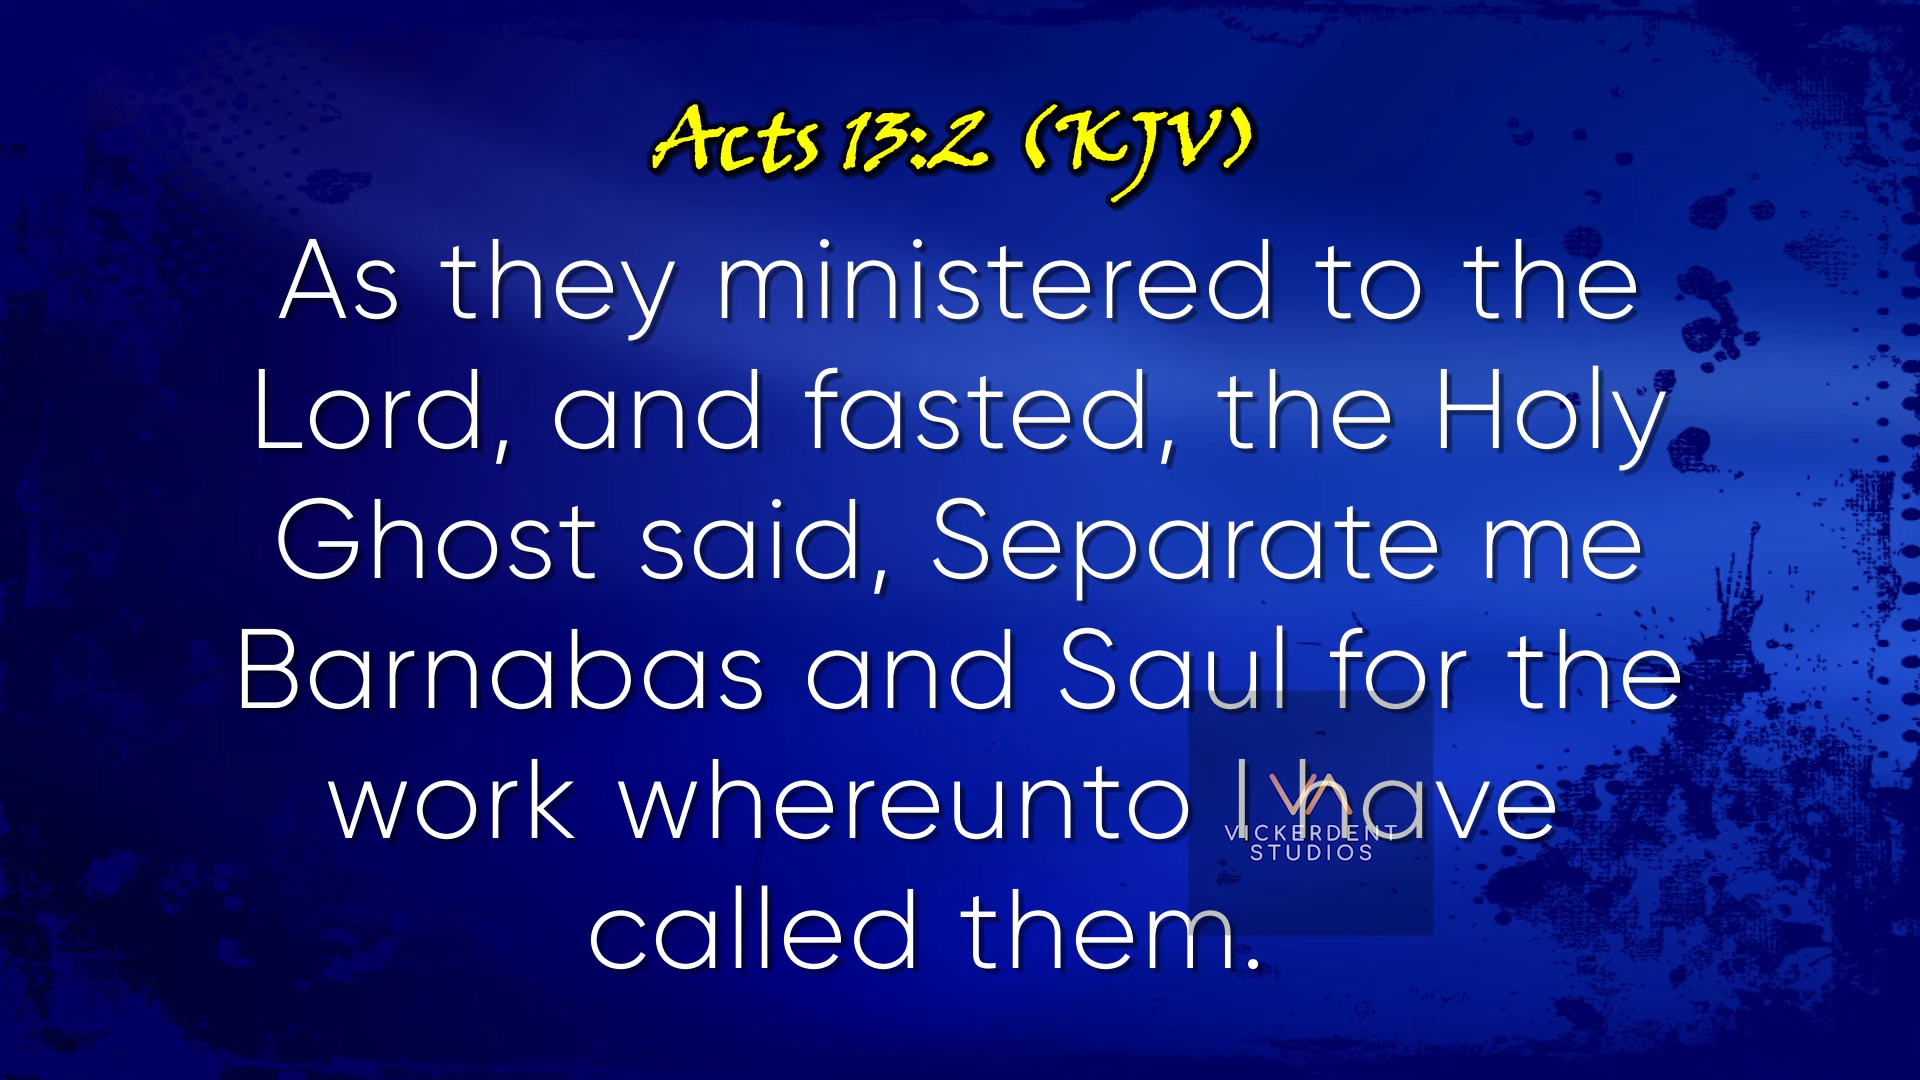 Acts 13:2 (KJV)
As they ministered to the
Lord, and fasted, the Holy
Ghost said, Separate me
Barnabas and Saul for the
work whereunto I have
called them.
VICKERDENT
STUDIOS